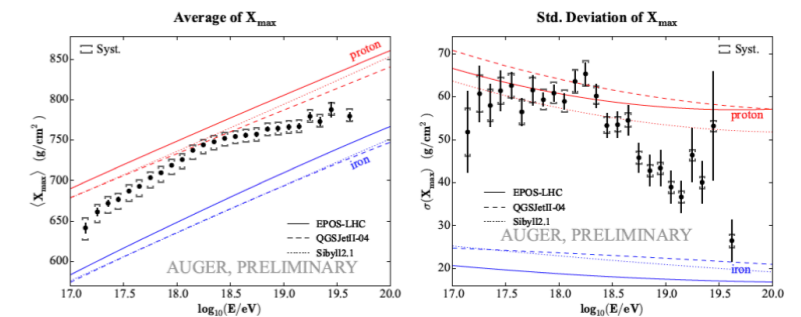 Average of Xmax
Syst.
proton
iron
EPOS-LHC
QGSJetII-04
Sibyll2.1
AUGER, PRELIMINARY
850
800
750
700
650
600
⟨Xmax⟩ (g/cm²)
17.0 17.5 18.0 18.5 19.0 19.5 20.0
log₁₀(E/eV)
Std. Deviation of Xmax
Syst.
proton
iron
EPOS-LHC
QGSJetII-04
Sibyll2.1
AUGER, PRELIMINARY
80
70
60
50
40
30
20
σ(Xmax) (g/cm²)
17.0 17.5 18.0 18.5 19.0 19.5 20.0
log₁₀(E/eV)